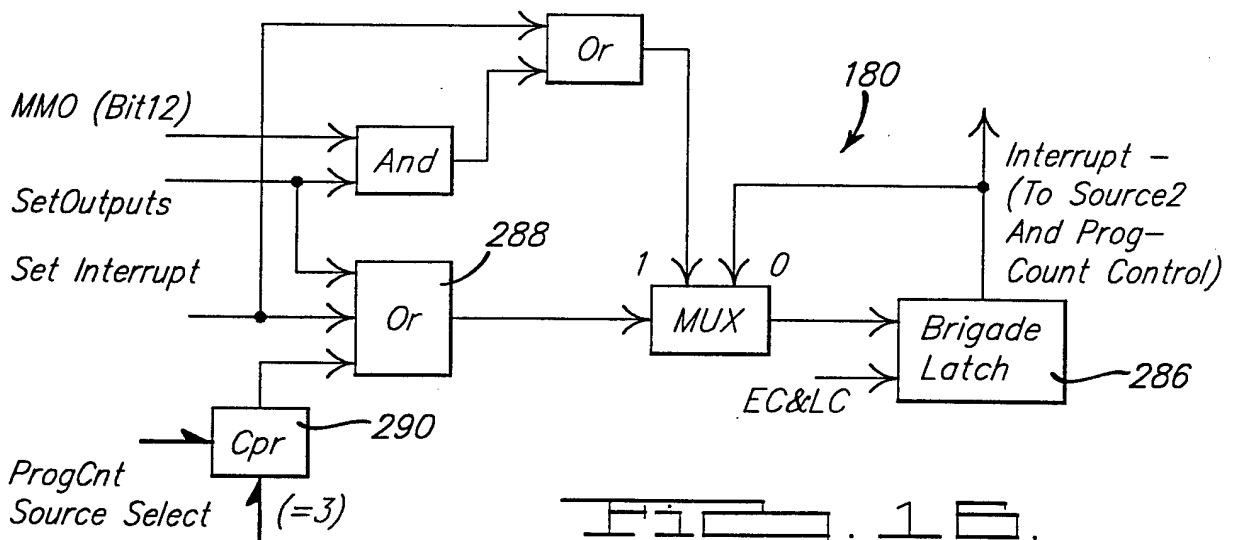 Or
180
MMO (Bit12)
And
Interrupt -
(To Source2
And Prog-
Count Control)
SetOutputs
288
Set Interrupt
1
0
Or
MUX
Brigade
Latch
286
EC&LC
Cpr
290
ProgCnt
Source Select
(=3)